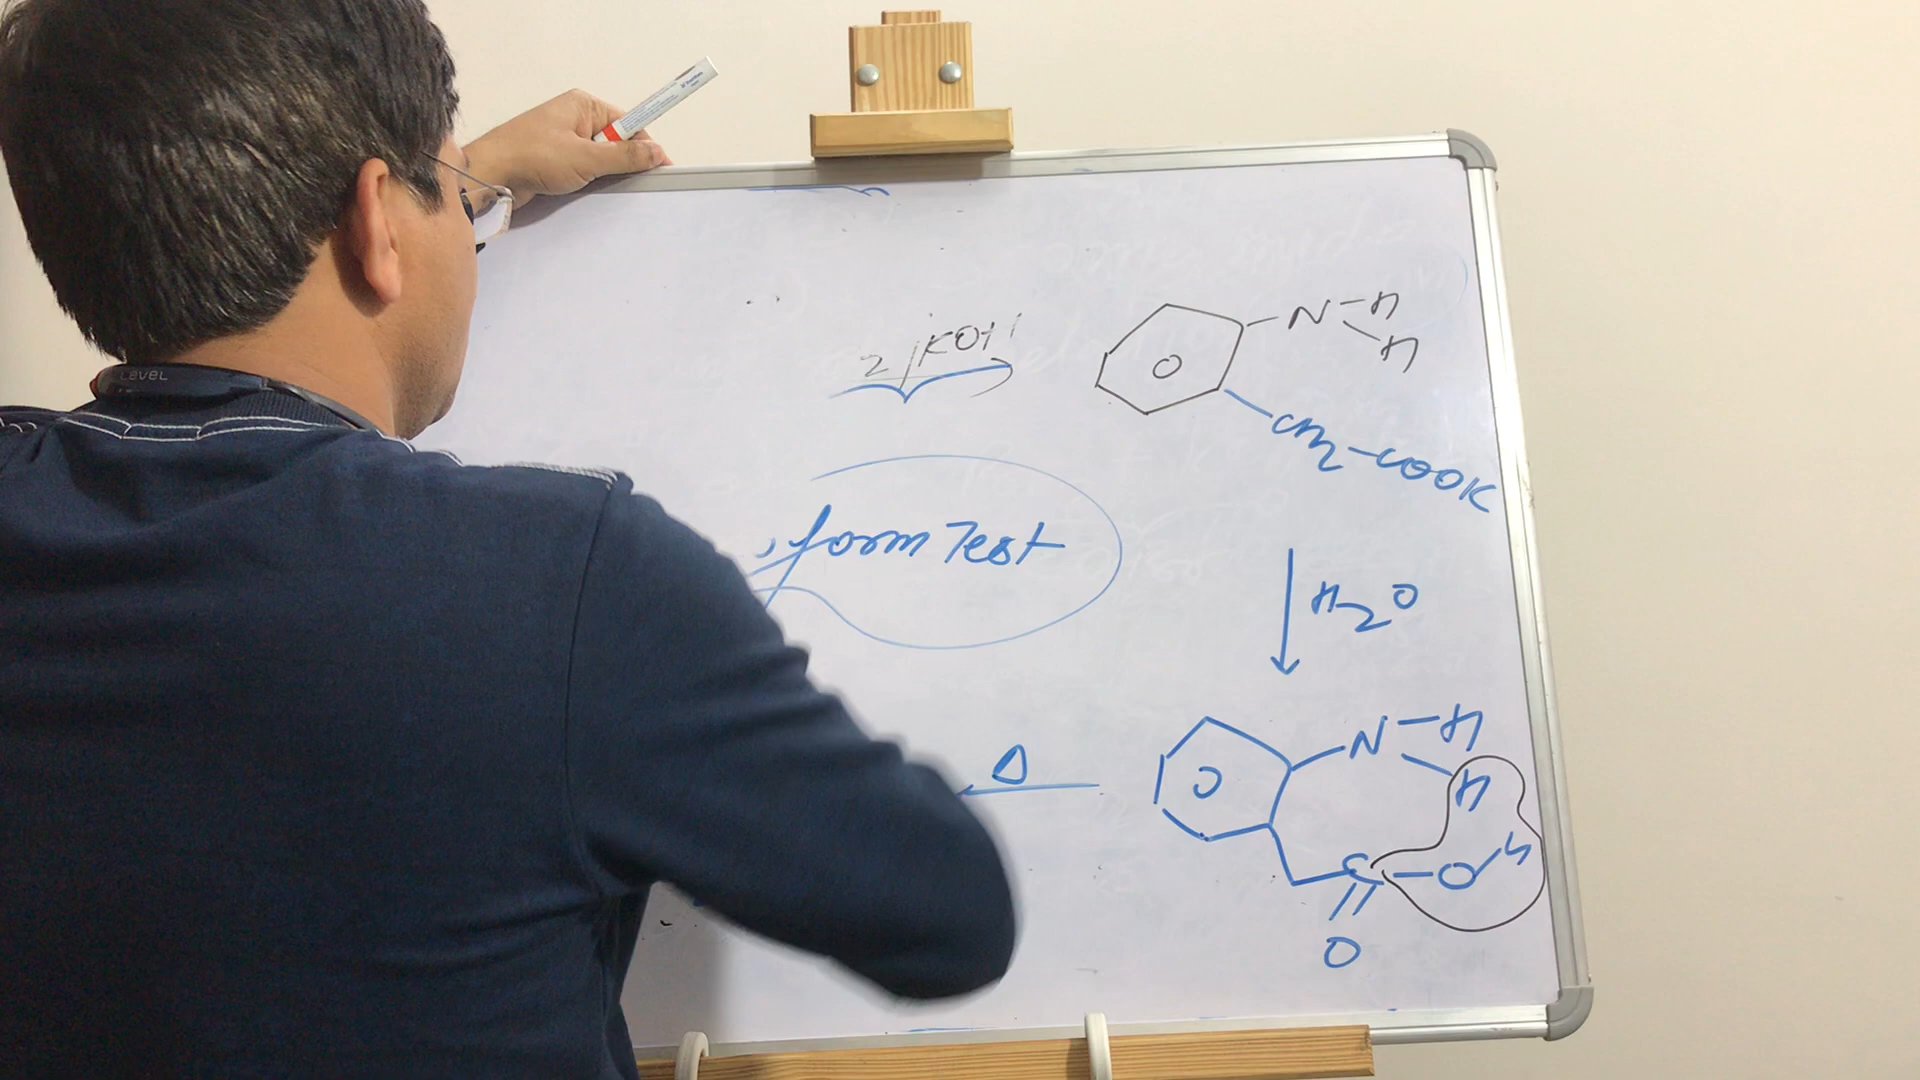 2) KOH
N-H
H
CH2-COOK
form Test
H2O
N-H
H
Δ
C-O
O
LEVEL